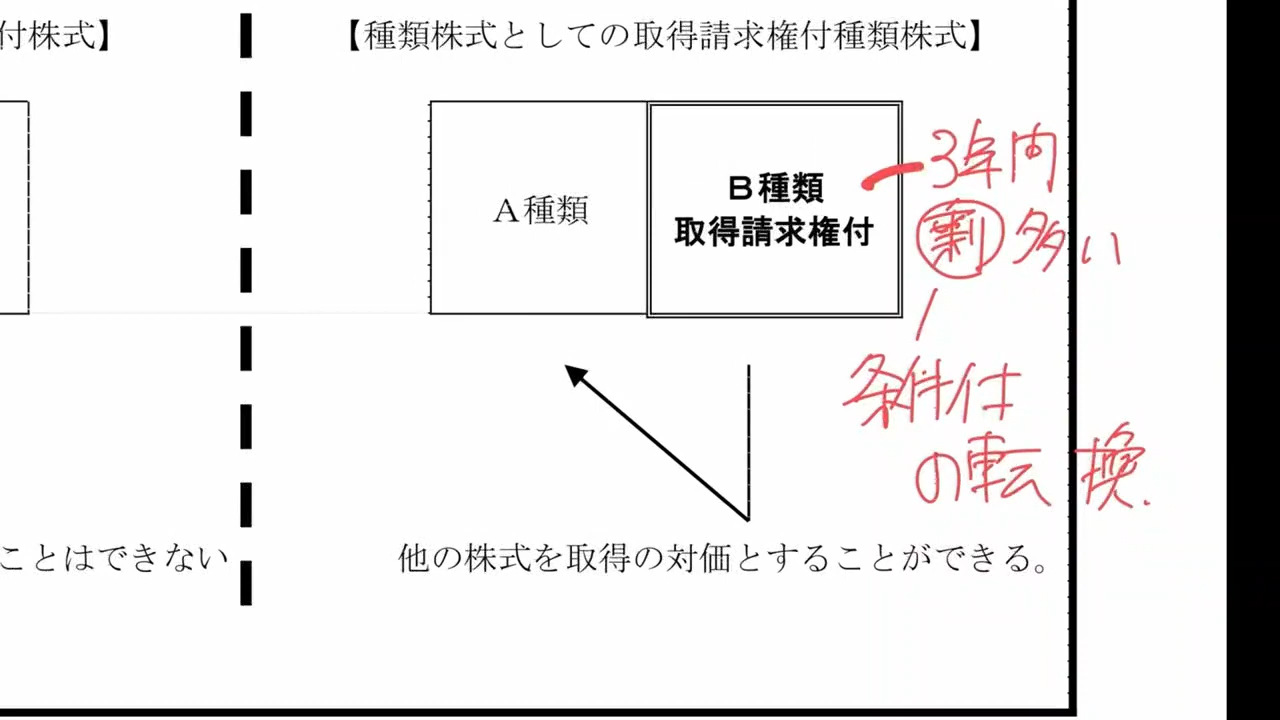 付株式】
【種類株式としての取得請求権付種類株式】
A種類
B種類
取得請求権付
3年内
剰 多い
条件付
の転換.
ことはできない
他の株式を取得の対価とすることができる。